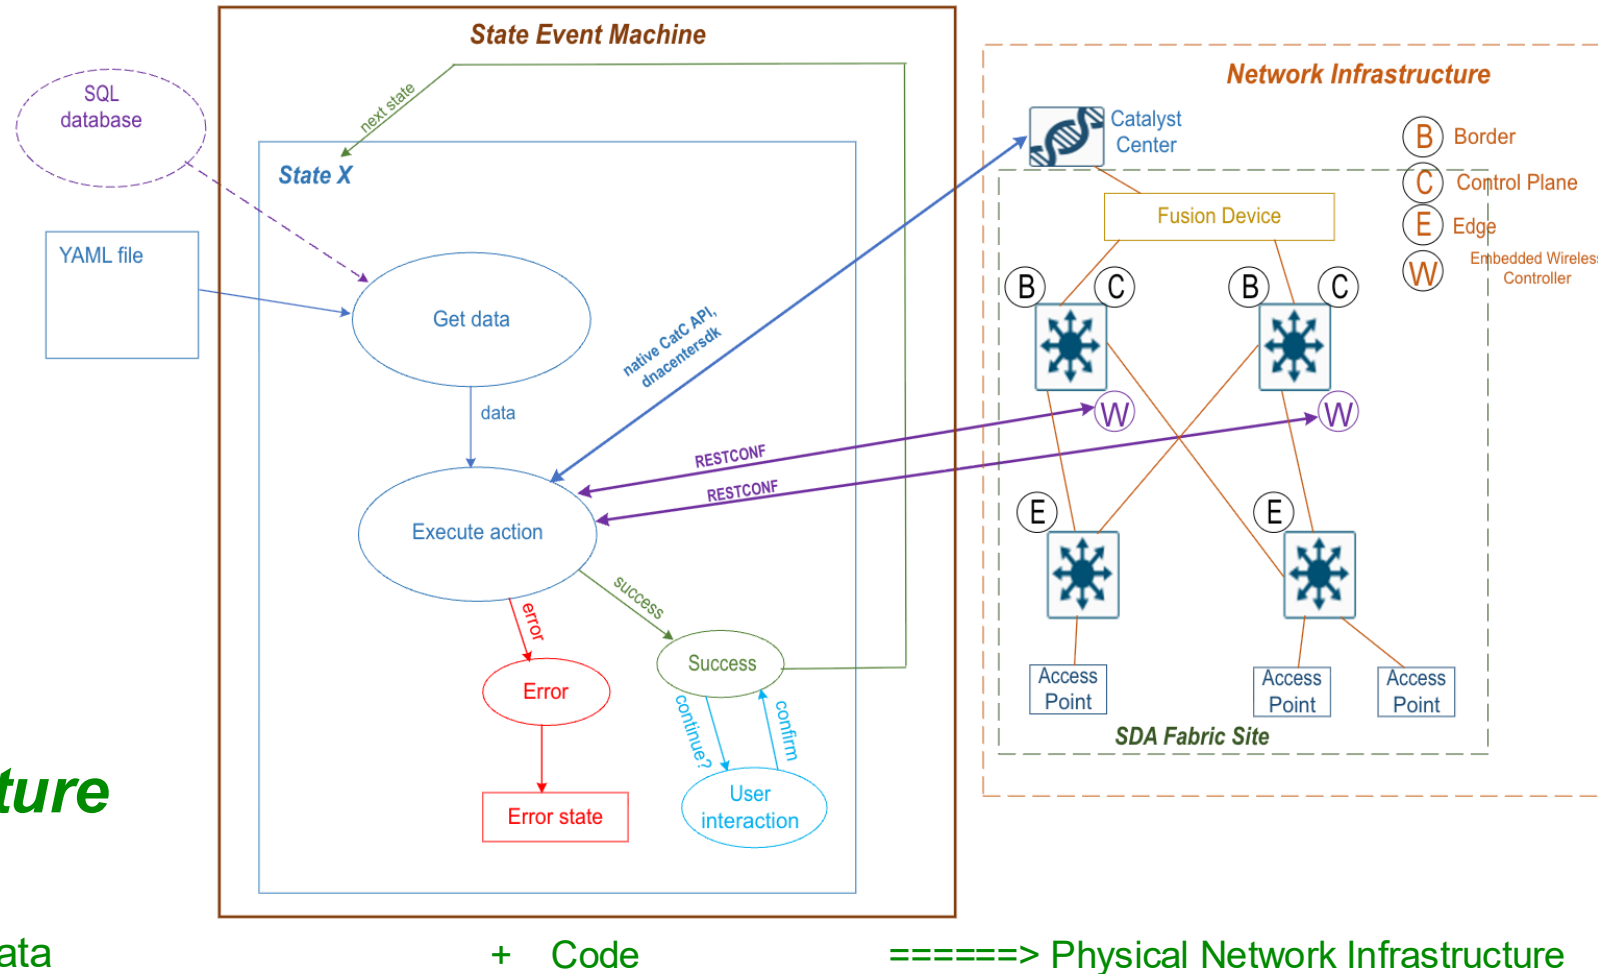 State Event Machine
Network Infrastructure
SQL
database
next state
Catalyst
Center
B Border
State X
C Control Plane
Fusion Device
E Edge
YAML file
W Embedded Wireless
Controller
B C B C
Get data
native CatC API,
dnacentersdk
data
W W
RESTCONF
RESTCONF
E E
Execute action
success
error
Success
Error
Access
Point
Access
Point
Access
Point
continue?
confirm
SDA Fabric Site
User
interaction
Error state
ture
ata + Code ======> Physical Network Infrastructure